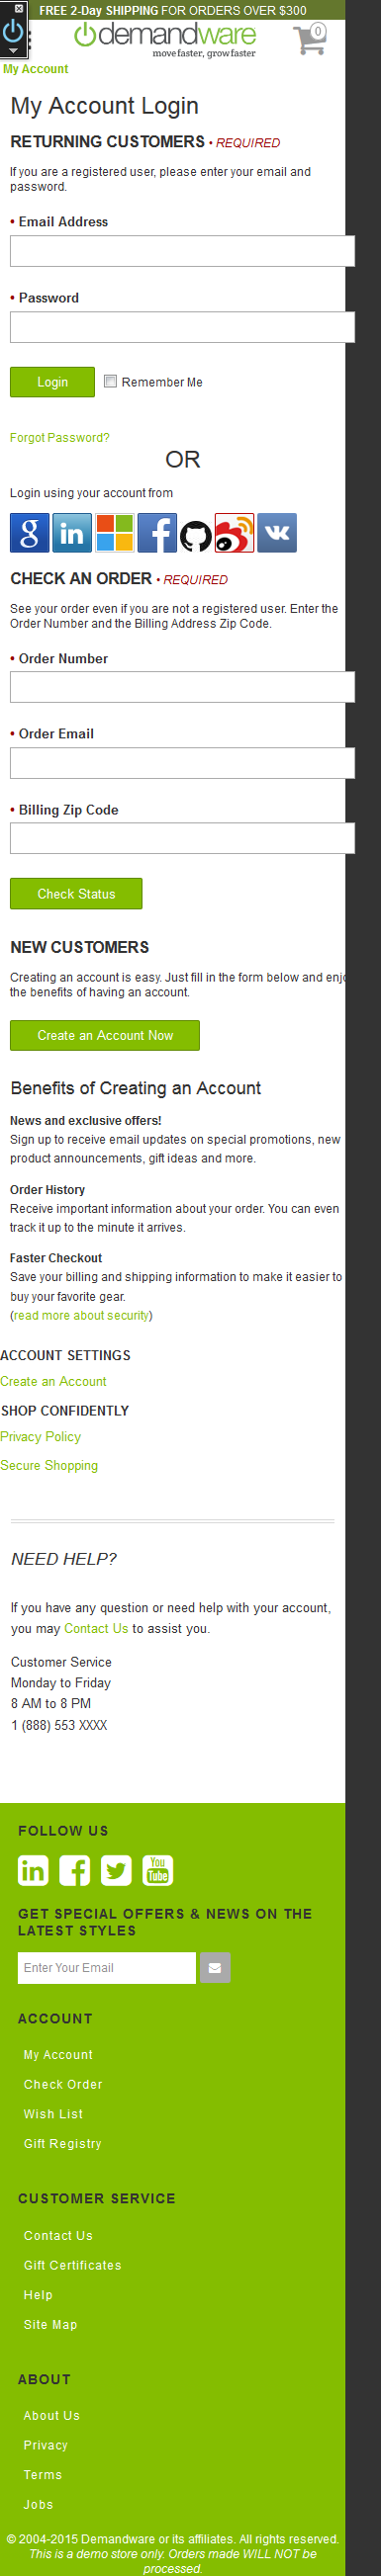 FREE 2-Day SHIPPING FOR ORDERS OVER $300
demandware
move faster, grow faster
0
My Account
My Account Login
RETURNING CUSTOMERS • REQUIRED
If you are a registered user, please enter your email and
password.
• Email Address
• Password
Login
Remember Me
Forgot Password?
OR
Login using your account from
g
in
f
CHECK AN ORDER • REQUIRED
See your order even if you are not a registered user. Enter the
Order Number and the Billing Address Zip Code.
• Order Number
• Order Email
• Billing Zip Code
Check Status
NEW CUSTOMERS
Creating an account is easy. Just fill in the form below and enjo
the benefits of having an account.
Create an Account Now
Benefits of Creating an Account
News and exclusive offers!
Sign up to receive email updates on special promotions, new
product announcements, gift ideas and more.
Order History
Receive important information about your order. You can even
track it up to the minute it arrives.
Faster Checkout
Save your billing and shipping information to make it easier to
buy your favorite gear.
(read more about security)
ACCOUNT SETTINGS
Create an Account
SHOP CONFIDENTLY
Privacy Policy
Secure Shopping
NEED HELP?
If you have any question or need help with your account,
you may Contact Us to assist you.
Customer Service
Monday to Friday
8 AM to 8 PM
1 (888) 553 XXXX
FOLLOW US
in
f
You Tube
GET SPECIAL OFFERS & NEWS ON THE
LATEST STYLES
Enter Your Email
ACCOUNT
My Account
Check Order
Wish List
Gift Registry
CUSTOMER SERVICE
Contact Us
Gift Certificates
Help
Site Map
ABOUT
About Us
Privacy
Terms
Jobs
© 2004-2015 Demandware or its affiliates. All rights reserved.
This is a demo store only. Orders made WILL NOT be
processed.